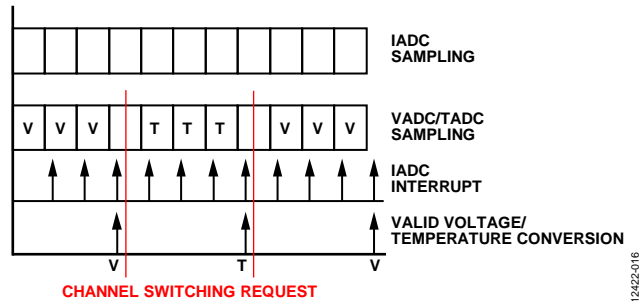 IADC
SAMPLING
V V V T T T V V V
VADC/TADC
SAMPLING
IADC
INTERRUPT
VALID VOLTAGE/
TEMPERATURE CONVERSION
V T V
CHANNEL SWITCHING REQUEST
12422-016